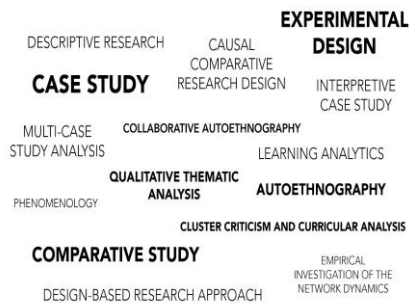 EXPERIMENTAL
DESIGN
DESCRIPTIVE RESEARCH
CAUSAL
COMPARATIVE
RESEARCH DESIGN
CASE STUDY
INTERPRETIVE
CASE STUDY
MULTI-CASE
STUDY ANALYSIS
COLLABORATIVE AUTOETHNOGRAPHY
LEARNING ANALYTICS
QUALITATIVE THEMATIC
ANALYSIS
AUTOETHNOGRAPHY
PHENOMENOLOGY
CLUSTER CRITICISM AND CURRICULAR ANALYSIS
COMPARATIVE STUDY
EMPIRICAL
INVESTIGATION OF THE
NETWORK DYNAMICS
DESIGN-BASED RESEARCH APPROACH